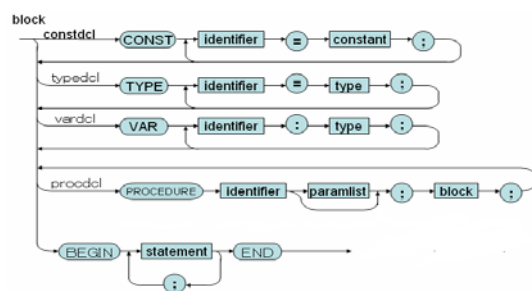 block
constdcl CONST identifier = constant ;
typedcl TYPE identifier = type ;
vardcl VAR identifier : type ;
procdcl PROCEDURE identifier paramlist ; block ;
BEGIN statement END
;